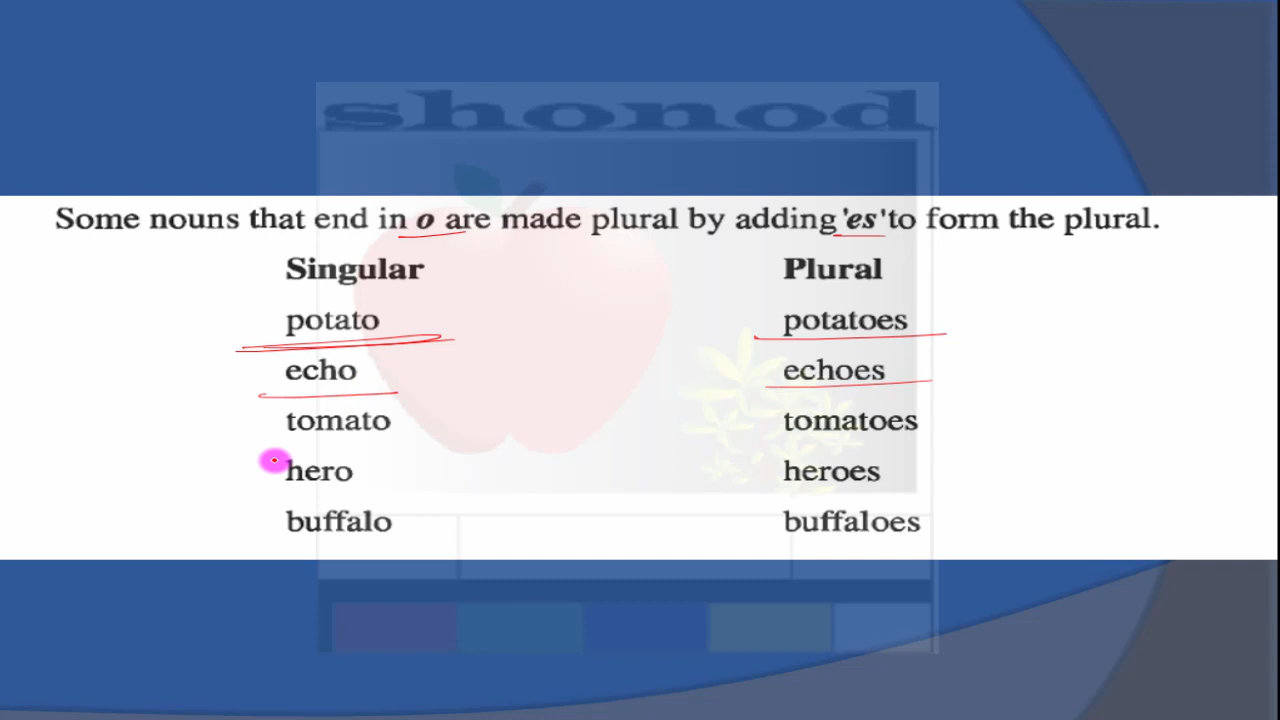 shonod
Some nouns that end in o are made plural by adding 'es' to form the plural.
Singular Plural
potato potatoes
echo echoes
tomato tomatoes
hero heroes
buffalo buffaloes